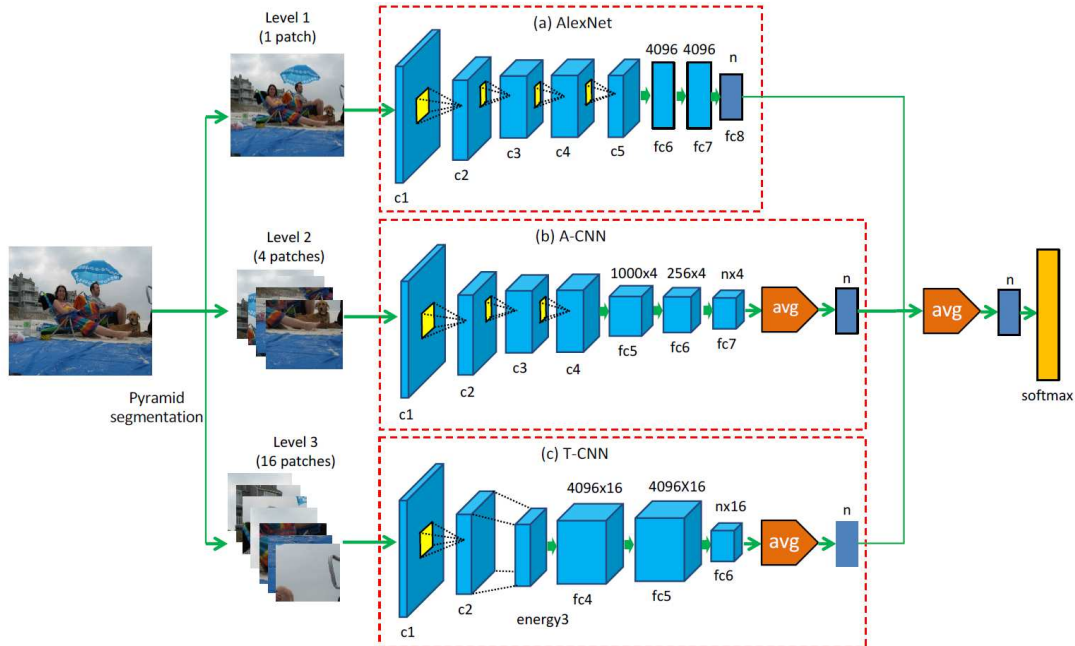 Level 1
(1 patch)
(a) AlexNet
4096 4096
n
c1
c2
c3
c4
c5
fc6
fc7
fc8
Level 2
(4 patches)
(b) A-CNN
1000x4
256x4
nx4
avg
n
c1
c2
c3
c4
fc5
fc6
fc7
avg
n
softmax
Pyramid
segmentation
Level 3
(16 patches)
(c) T-CNN
4096x16
4096X16
nx16
avg
n
c1
c2
energy3
fc4
fc5
fc6